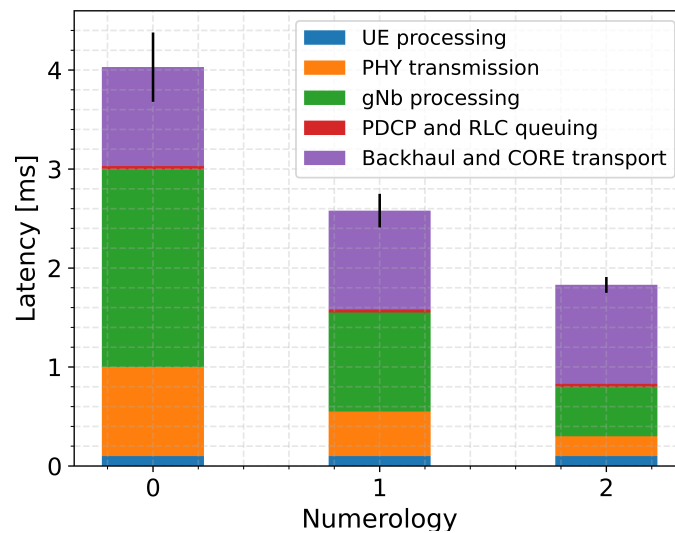 UE processing
PHY transmission
gNb processing
PDCP and RLC queuing
Backhaul and CORE transport
Latency [ms]
4
3
2
1
0
0 1 2
Numerology